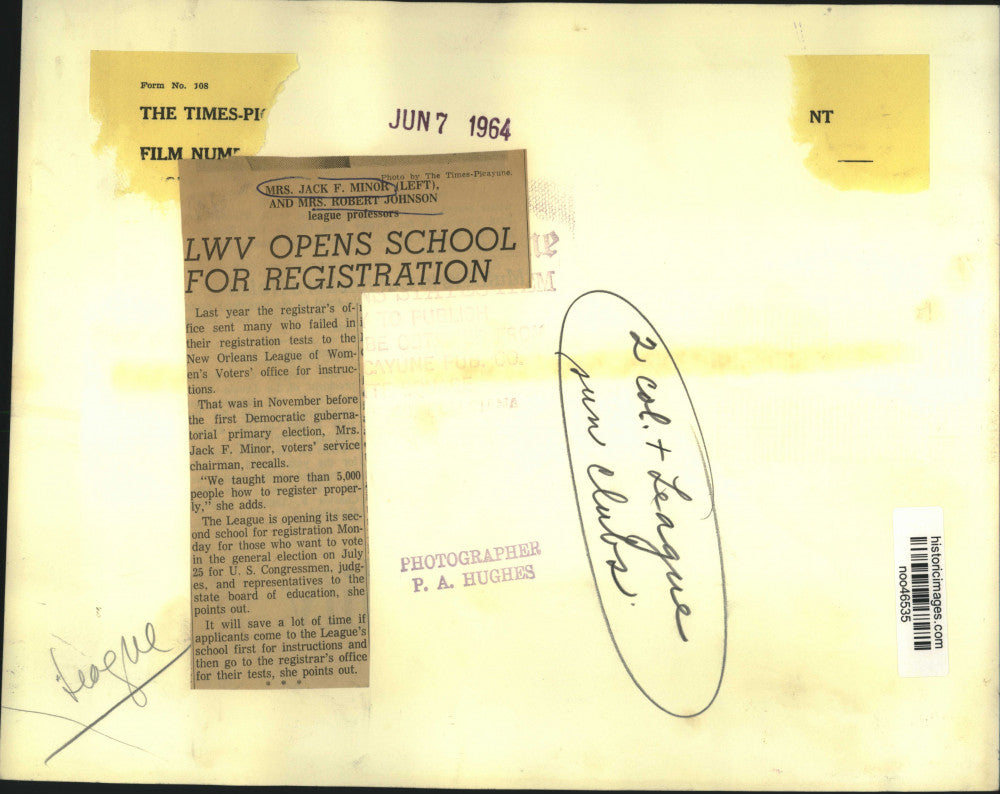 Form No. 108
THE TIMES-PI
NT
FILM NUM
JUN 7 1964
Photo by The Times-Picayune.
MRS. JACK F. MINOR (LEFT),
AND MRS. ROBERT JOHNSON
league professors
LWV OPENS SCHOOL
FOR REGISTRATION
Last year the registrar's of-
fice sent many who failed in
their registration tests to the
New Orleans League of Wom-
en's Voters' office for instruc-
tions.
That was in November before
the first Democratic guberna-
torial primary election, Mrs.
Jack F. Minor, voters' service
chairman, recalls.
"We taught more than 5,000
people how to register proper-
ly," she adds.
The League is opening its sec-
ond school for registration Mon-
day for those who want to vote
in the general election on July
25 for U. S. Congressmen, judg-
es, and representatives to the
state board of education, she
points out.
It will save a lot of time if
applicants come to the League's
school first for instructions and
then go to the registrar's office
for their tests, she points out.
* * *
TO PUBLISH
CAYUNE PUB. CO.
2 col. + League
sun clubs.
PHOTOGRAPHER
P. A. HUGHES
League
historicimages.com
noo46535